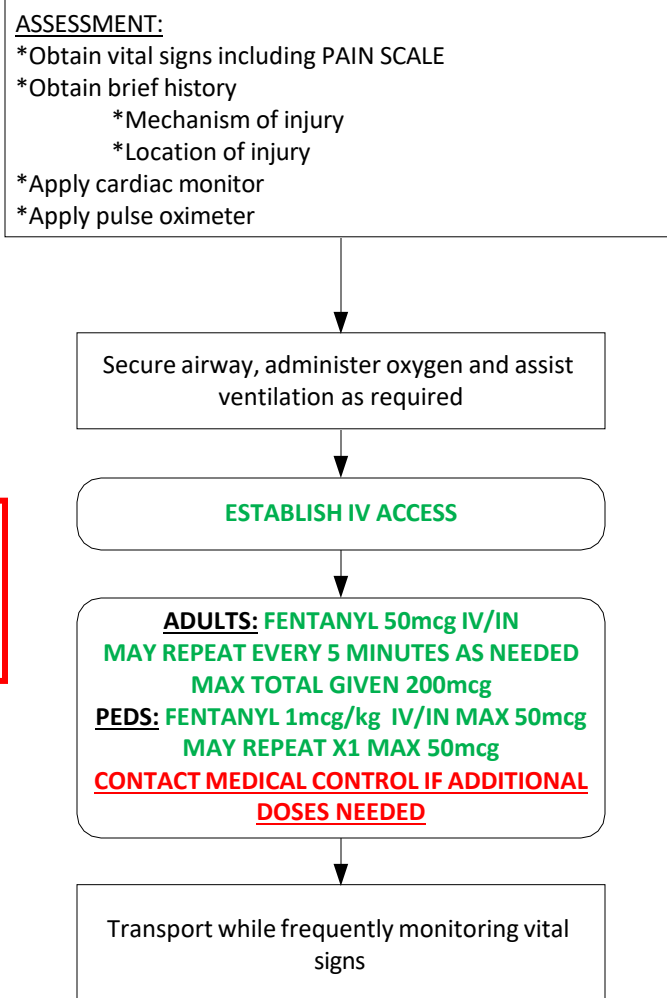 ASSESSMENT:
*Obtain vital signs including PAIN SCALE
*Obtain brief history
*Mechanism of injury
*Location of injury
*Apply cardiac monitor
*Apply pulse oximeter
Secure airway, administer oxygen and assist
ventilation as required
ESTABLISH IV ACCESS
ADULTS: FENTANYL 50mcg IV/IN
MAY REPEAT EVERY 5 MINUTES AS NEEDED
MAX TOTAL GIVEN 200mcg
PEDS: FENTANYL 1mcg/kg IV/IN MAX 50mcg
MAY REPEAT X1 MAX 50mcg
CONTACT MEDICAL CONTROL IF ADDITIONAL
DOSES NEEDED
Transport while frequently monitoring vital
signs